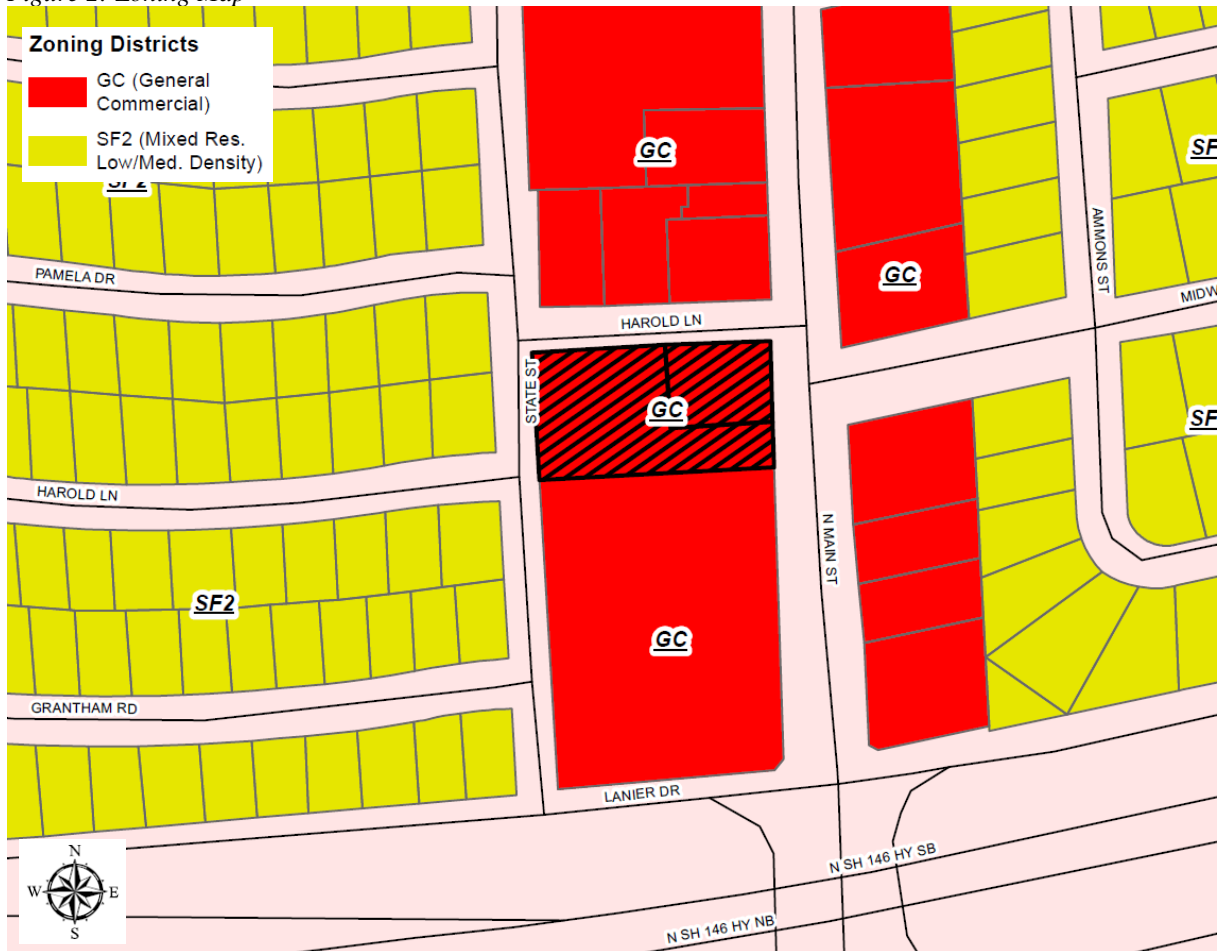 Zoning Districts
GC (General
Commercial)
SF2 (Mixed Res.
Low/Med. Density)
GC
AMMONS ST
PAMELA DR
GC
HAROLD LN
STATE ST
GC
HAROLD LN
N MAIN ST
SF2
GC
GRANTHAM RD
LANIER DR
N SH 146 HY SB
N SH 146 HY NB
N
W
E
S